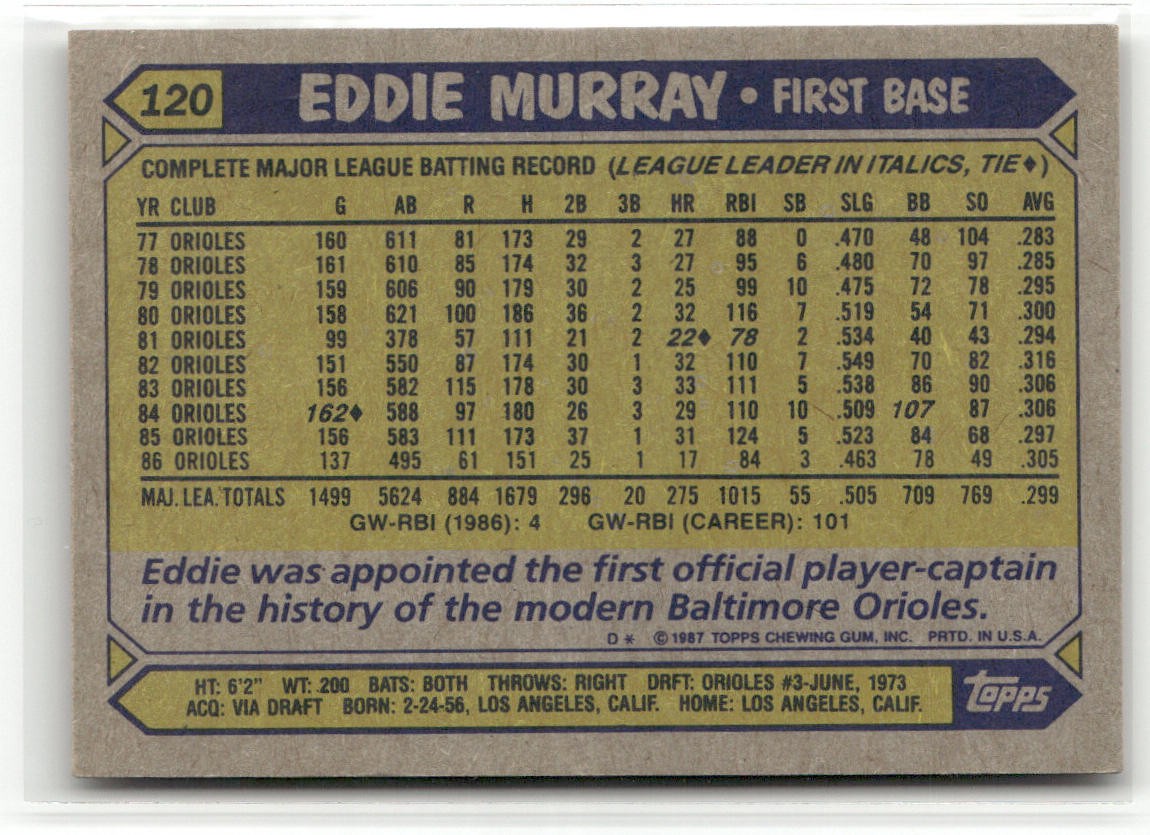 120 EDDIE MURRAY • FIRST BASE
COMPLETE MAJOR LEAGUE BATTING RECORD (LEAGUE LEADER IN ITALICS, TIE♦)
YR CLUB G AB R H 2B 3B HR RBI SB SLG BB SO AVG
77 ORIOLES 160 611 81 173 29 2 27 88 0 .470 48 104 .283
78 ORIOLES 161 610 85 174 32 3 27 95 6 .480 70 97 .285
79 ORIOLES 159 606 90 179 30 2 25 99 10 .475 72 78 .295
80 ORIOLES 158 621 100 186 36 2 32 116 7 .519 54 71 .300
81 ORIOLES 99 378 57 111 21 2 22♦ 78 2 .534 40 43 .294
82 ORIOLES 151 550 87 174 30 1 32 110 7 .549 70 82 .316
83 ORIOLES 156 582 115 178 30 3 33 111 5 .538 86 90 .306
84 ORIOLES 162♦ 588 97 180 26 3 29 110 10 .509 107 87 .306
85 ORIOLES 156 583 111 173 37 1 31 124 5 .523 84 68 .297
86 ORIOLES 137 495 61 151 25 1 17 84 3 .463 78 49 .305
MAJ. LEA. TOTALS 1499 5624 884 1679 296 20 275 1015 55 .505 709 769 .299
GW-RBI (1986): 4 GW-RBI (CAREER): 101
Eddie was appointed the first official player-captain
in the history of the modern Baltimore Orioles.
D * © 1987 TOPPS CHEWING GUM, INC. PRTD. IN U.S.A.
HT: 6'2" WT: 200 BATS: BOTH THROWS: RIGHT DRFT: ORIOLES #3-JUNE, 1973
ACQ: VIA DRAFT BORN: 2-24-56, LOS ANGELES, CALIF. HOME: LOS ANGELES, CALIF.
topps